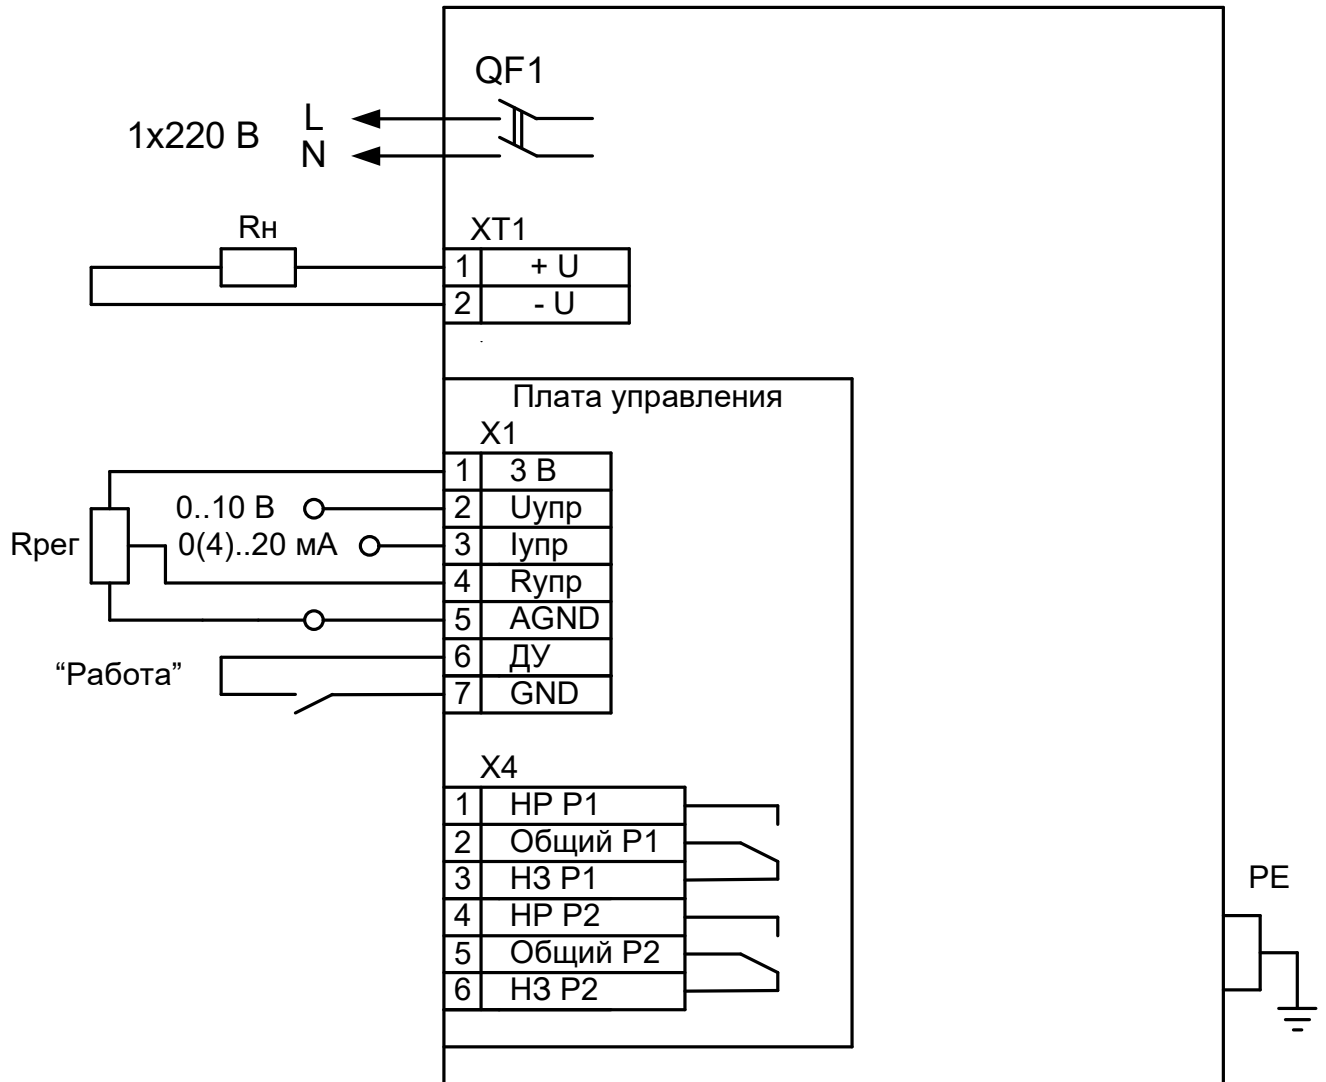 QF1
1x220 В
L
N
Rн
XT1
1 + U
2 - U
Плата управления
X1
1 3 В
0..10 В 2 Uупр
Rрег 0(4)..20 мА 3 Iупр
4 Rупр
5 AGND
“Работа” 6 ДУ
7 GND
X4
1 НР Р1
2 Общий Р1
3 НЗ Р1
4 НР Р2
5 Общий Р2
6 НЗ Р2
PE